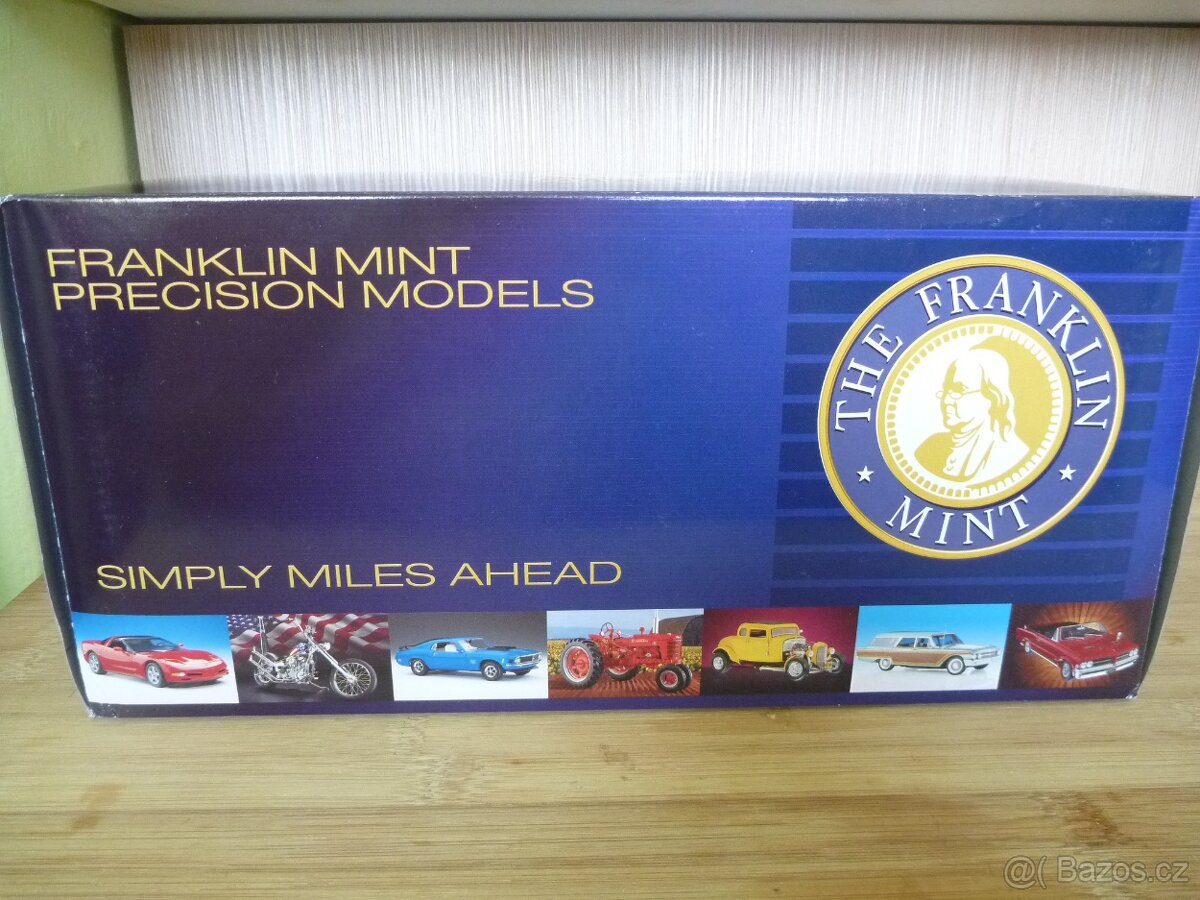 FRANKLIN MINT
PRECISION MODELS
THE FRANKLIN
MINT
SIMPLY MILES AHEAD
@( Bazos.cz